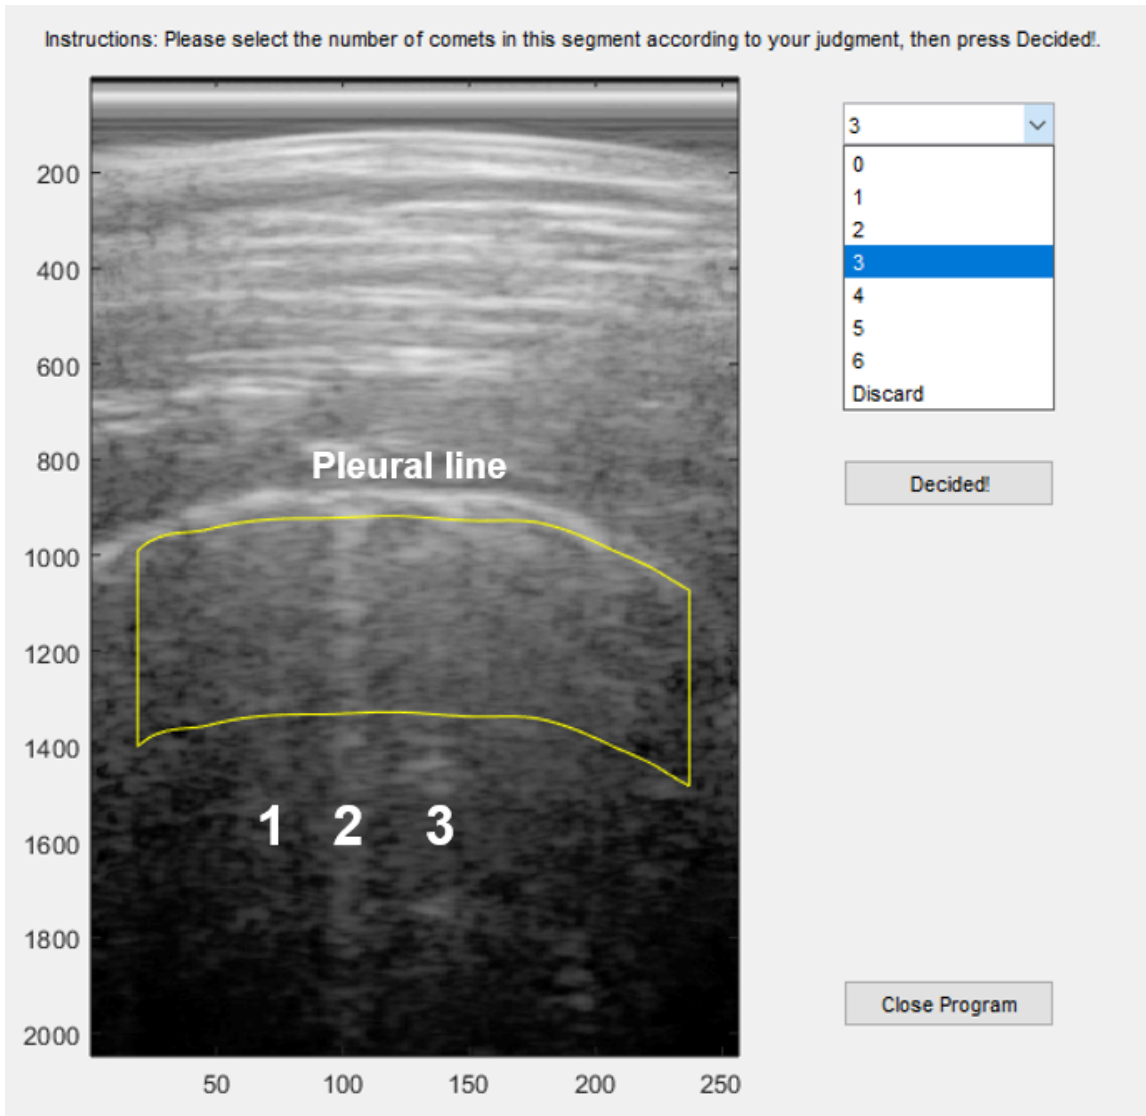 Instructions: Please select the number of comets in this segment according to your judgment, then press Decided!.
3
0
1
2
3
4
5
6
Discard
Decided!
Close Program
200
400
600
800
1000
1200
1400
1600
1800
2000
Pleural line
1 2 3
50 100 150 200 250